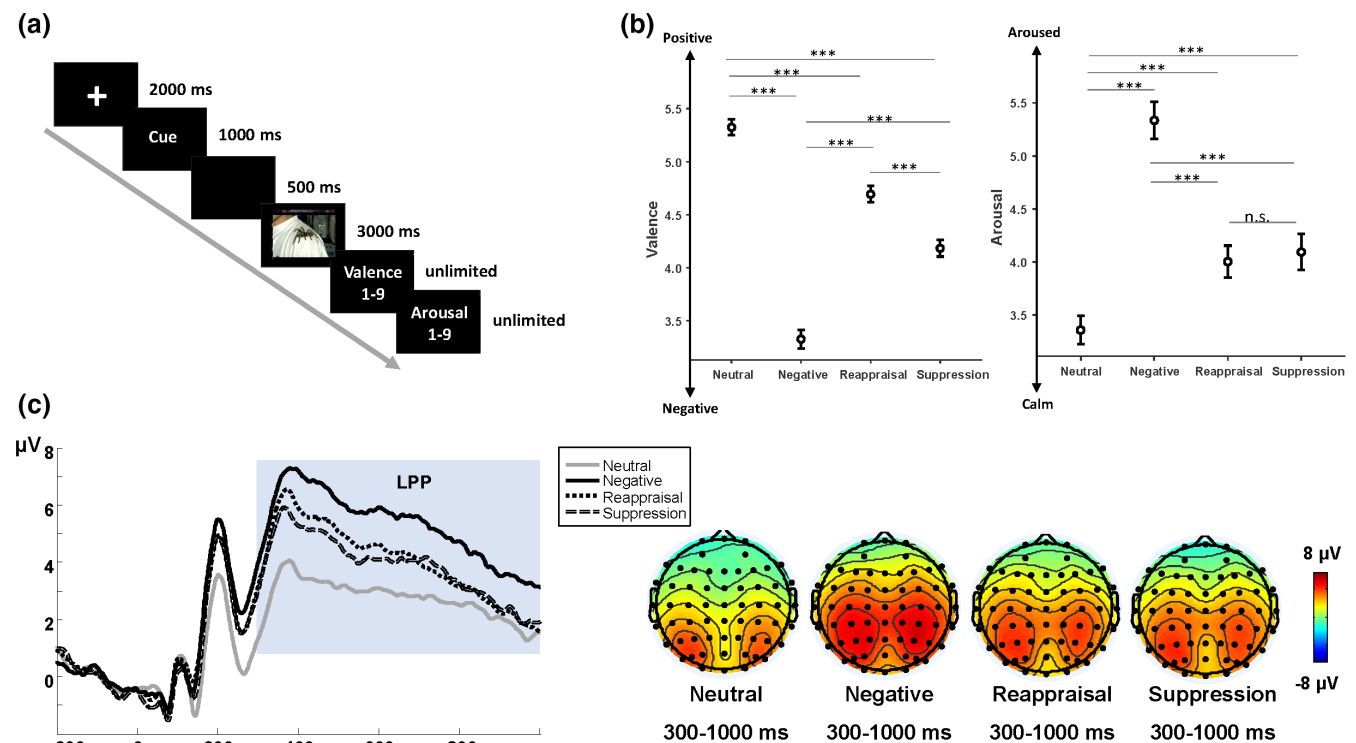 (a)
+
2000 ms
Cue
1000 ms
500 ms
3000 ms
Valence
1-9
unlimited
Arousal
1-9
unlimited
(b)
Positive
***
***
***
***
***
***
5.5
5.0
4.5
4.0
3.5
Valence
Neutral Negative Reappraisal Suppression
Negative
Aroused
***
***
***
***
***
n.s.
5.5
5.0
4.5
4.0
3.5
Arousal
Neutral Negative Reappraisal Suppression
Calm
(c)
µV
8
6
4
2
0
LPP
Neutral
Negative
Reappraisal
Suppression
8 µV
-8 µV
Neutral Negative Reappraisal Suppression
300-1000 ms 300-1000 ms 300-1000 ms 300-1000 ms